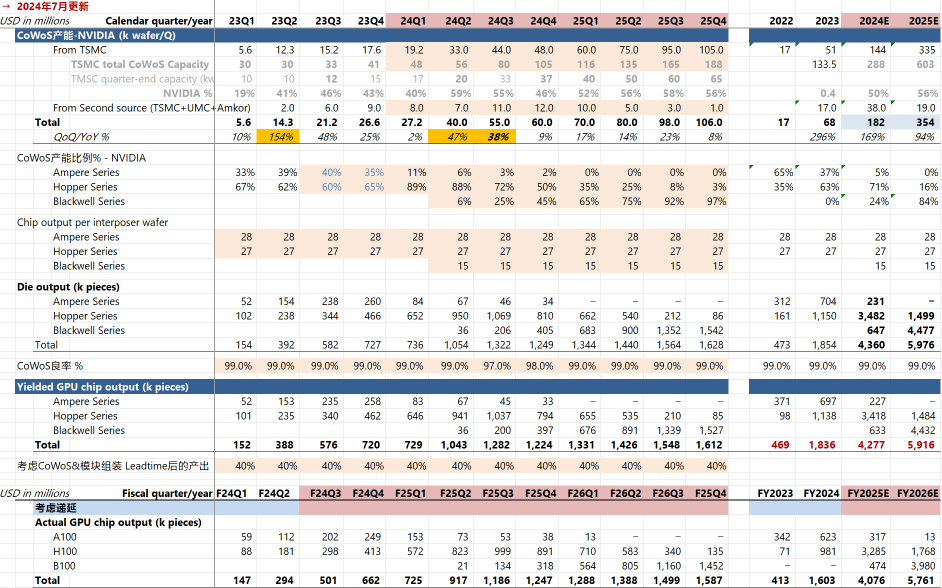 → 2024年7月更新
USD in millions Calendar quarter/year 23Q1 23Q2 23Q3 23Q4 24Q1 24Q2 24Q3 24Q4 25Q1 25Q2 25Q3 25Q4 2022 2023 2024E 2025E
CoWoS产能-NVIDIA (k wafer/Q)
From TSMC 5.6 12.3 15.2 17.6 19.2 33.0 44.0 48.0 60.0 75.0 95.0 105.0 17 51 144 335
TSMC total CoWoS Capacity 30 30 33 41 48 56 80 105 116 135 165 188 133.5 288 603
TMSC quarter-end capacity (kw 10 10 12 15 17 20 33 37 40 50 60 65
NVIDIA % 19% 41% 46% 43% 40% 59% 55% 46% 52% 56% 58% 56% 0.4 50% 56%
From Second source (TSMC+UMC+Amkor) 2.0 6.0 9.0 8.0 7.0 11.0 12.0 10.0 5.0 3.0 1.0 17.0 38.0 19.0
Total 5.6 14.3 21.2 26.6 27.2 40.0 55.0 60.0 70.0 80.0 98.0 106.0 17 68 182 354
QoQ/YoY % 10% 154% 48% 25% 2% 47% 38% 9% 17% 14% 23% 8% 296% 169% 94%
CoWoS产能比例% - NVIDIA
Ampere Series 33% 39% 40% 35% 11% 6% 3% 2% 0% 0% 0% 0% 65% 37% 5% 0%
Hopper Series 67% 62% 60% 65% 89% 88% 72% 50% 35% 25% 8% 3% 35% 63% 71% 16%
Blackwell Series 6% 25% 45% 65% 75% 92% 97% 0% 24% 84%
Chip output per interposer wafer
Ampere Series 28 28 28 28 28 28 28 28 28 28 28 28 28 28 28 28
Hopper Series 27 27 27 27 27 27 27 27 27 27 27 27 27 27 27 27
Blackwell Series 15 15 15 15 15 15 15 15 15
Die output (k pieces)
Ampere Series 52 154 238 260 84 67 46 34 – – – – 312 704 231 –
Hopper Series 102 238 344 466 652 950 1,069 810 662 540 212 86 161 1,150 3,482 1,499
Blackwell Series 36 206 405 683 900 1,352 1,542 647 4,477
Total 154 392 582 727 736 1,054 1,322 1,249 1,344 1,440 1,564 1,628 473 1,854 4,360 5,976
CoWoS良率 % 99.0% 99.0% 99.0% 99.0% 99.0% 99.0% 97.0% 98.0% 99.0% 99.0% 99.0% 99.0% 99.0% 99.0% 99.0% 99.0%
Yielded GPU chip output (k pieces)
Ampere Series 52 153 235 258 83 67 45 33 – – – – 371 697 227 –
Hopper Series 101 235 340 462 646 941 1,037 794 655 535 210 85 98 1,138 3,418 1,484
Blackwell Series 36 200 397 676 891 1,339 1,527 633 4,432
Total 152 388 576 720 729 1,043 1,282 1,224 1,331 1,426 1,548 1,612 469 1,836 4,277 5,916
考虑CoWoS&模块组装 Leadtime后的产出 40% 40% 40% 40% 40% 40% 40% 40% 40% 40% 40% 40%
USD in millions Fiscal quarter/year F24Q1 F24Q2 F24Q3 F24Q4 F25Q1 F25Q2 F25Q3 F25Q4 F26Q1 F26Q2 F26Q3 F25Q4 FY2023 FY2024 FY2025E FY2026E
考虑递延
Actual GPU chip output (k pieces)
A100 59 112 202 249 153 73 53 38 13 – – – 342 623 317 13
H100 88 181 298 413 572 823 999 891 710 583 340 135 71 981 3,285 1,768
B100 21 134 318 564 805 1,160 1,452 – – 474 3,980
Total 147 294 501 662 725 917 1,186 1,247 1,288 1,388 1,499 1,587 413 1,603 4,076 5,761